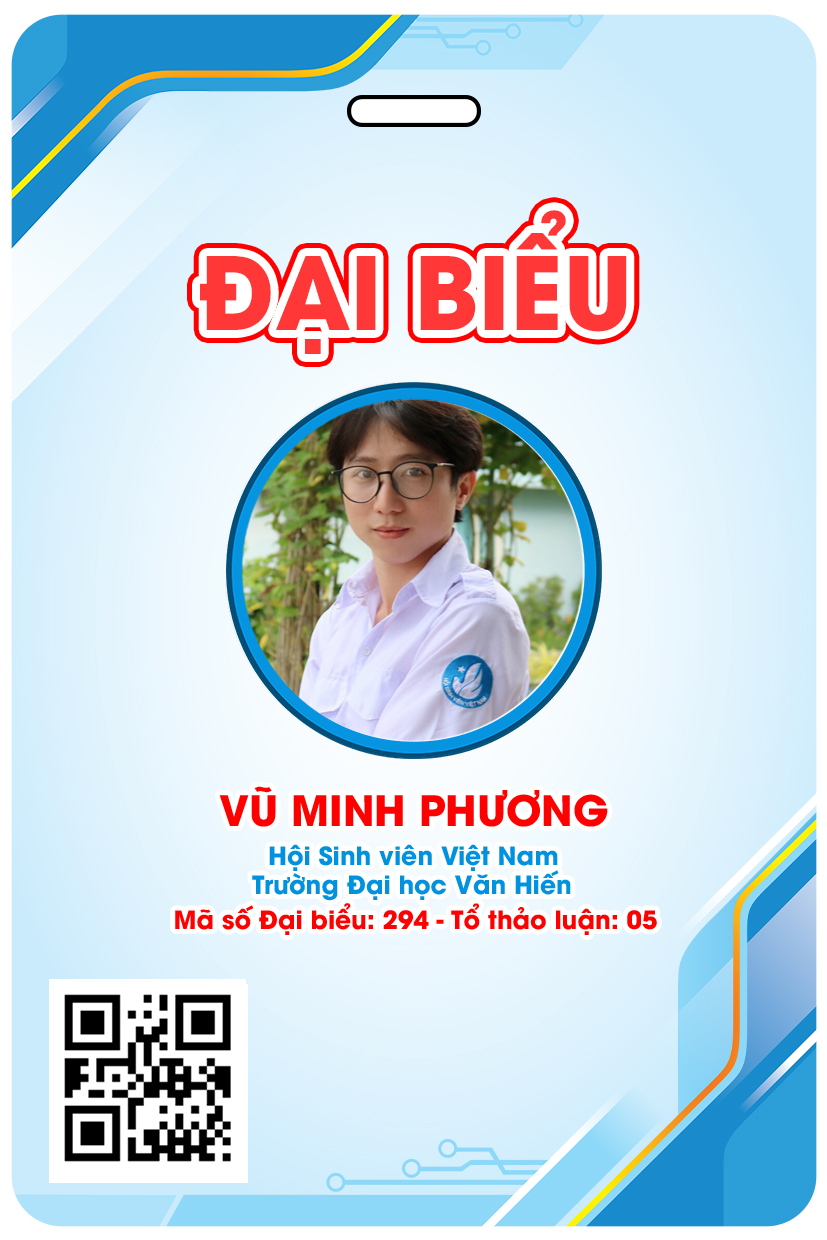 ĐẠI BIỂU
VŨ MINH PHƯƠNG
Hội Sinh viên Việt Nam
Trường Đại học Văn Hiến
Mã số Đại biểu: 294 - Tổ thảo luận: 05